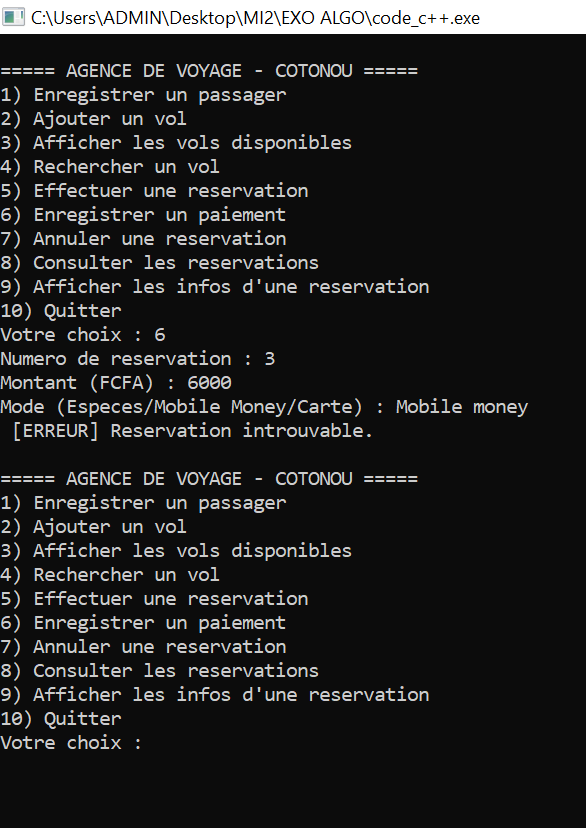 C:\Users\ADMIN\Desktop\MI2\EXO ALGO\code_c++.exe
===== AGENCE DE VOYAGE - COTONOU =====
1) Enregistrer un passager
2) Ajouter un vol
3) Afficher les vols disponibles
4) Rechercher un vol
5) Effectuer une reservation
6) Enregistrer un paiement
7) Annuler une reservation
8) Consulter les reservations
9) Afficher les infos d'une reservation
10) Quitter
Votre choix : 6
Numero de reservation : 3
Montant (FCFA) : 6000
Mode (Especes/Mobile Money/Carte) : Mobile money
[ERREUR] Reservation introuvable.
===== AGENCE DE VOYAGE - COTONOU =====
1) Enregistrer un passager
2) Ajouter un vol
3) Afficher les vols disponibles
4) Rechercher un vol
5) Effectuer une reservation
6) Enregistrer un paiement
7) Annuler une reservation
8) Consulter les reservations
9) Afficher les infos d'une reservation
10) Quitter
Votre choix :